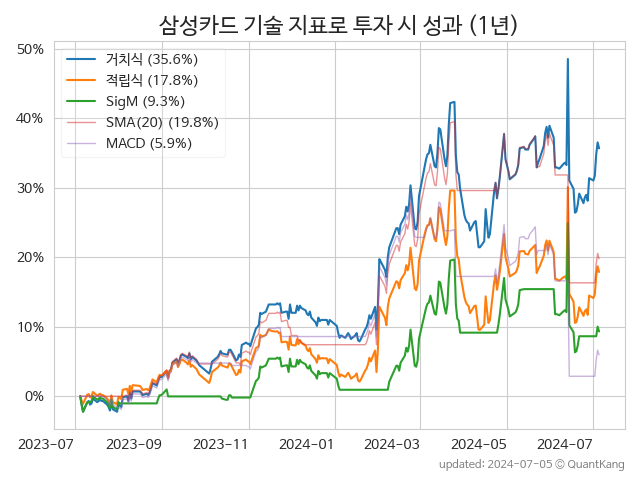 삼성카드 기술 지표로 투자 시 성과 (1년)
50%
40%
30%
20%
10%
0%
거치식 (35.6%)
적립식 (17.8%)
SigM (9.3%)
SMA(20) (19.8%)
MACD (5.9%)
2023-07 2023-09 2023-11 2024-01 2024-03 2024-05 2024-07
updated: 2024-07-05 © QuantKang